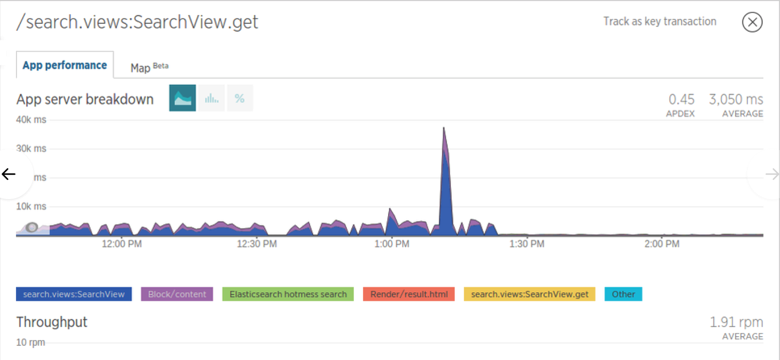 /search.views:SearchView.get
Track as key transaction
App performance
Map Beta
App server breakdown
%
0.45
APDEX
3,050 ms
AVERAGE
40k ms
30k ms
ms
10k ms
12:00 PM
12:30 PM
1:00 PM
1:30 PM
2:00 PM
search.views:SearchView
Block/content
Elasticsearch hotmess search
Render/result.html
search.views:SearchView.get
Other
Throughput
1.91 rpm
AVERAGE
10 rpm